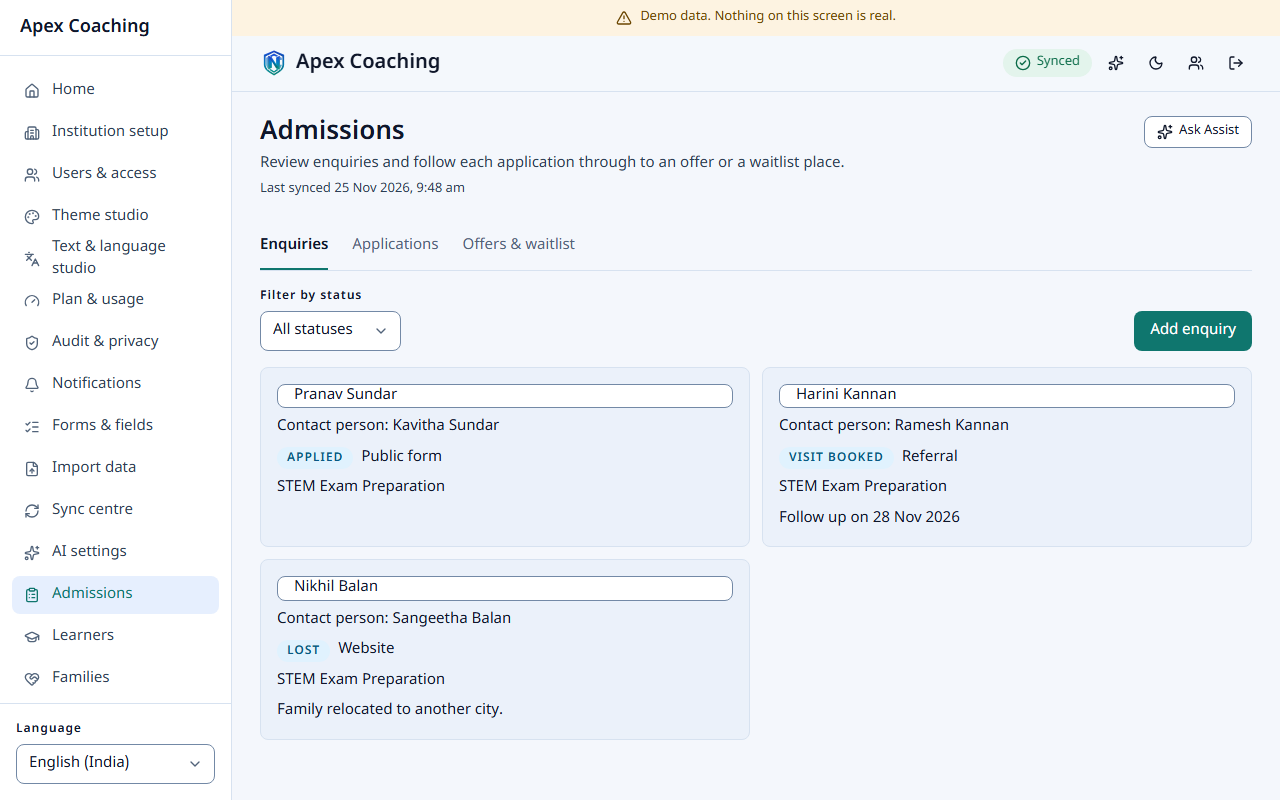 Apex Coaching
Home
Institution setup
Users & access
Theme studio
Text & language
studio
Plan & usage
Audit & privacy
Notifications
Forms & fields
Import data
Sync centre
AI settings
Admissions
Learners
Families
Language
English (India)
Demo data. Nothing on this screen is real.
Apex Coaching
Synced
Admissions
Ask Assist
Review enquiries and follow each application through to an offer or a waitlist place.
Last synced 25 Nov 2026, 9:48 am
Enquiries Applications Offers & waitlist
Filter by status
All statuses
Add enquiry
Pranav Sundar
Contact person: Kavitha Sundar
APPLIED Public form
STEM Exam Preparation
Harini Kannan
Contact person: Ramesh Kannan
VISIT BOOKED Referral
STEM Exam Preparation
Follow up on 28 Nov 2026
Nikhil Balan
Contact person: Sangeetha Balan
LOST Website
STEM Exam Preparation
Family relocated to another city.